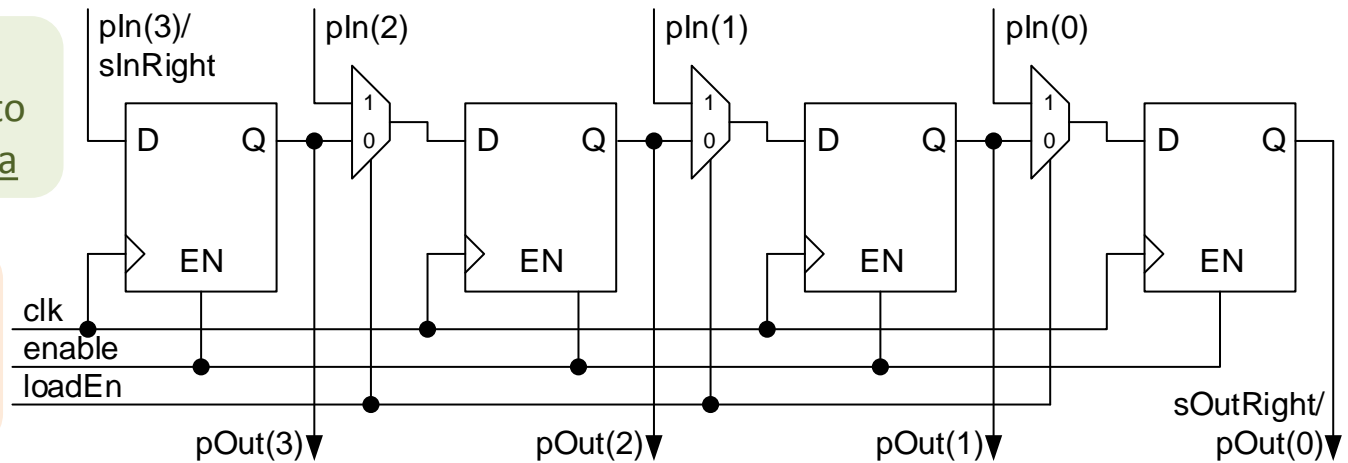 pIn(3)/
sInRight
pIn(2)
pIn(1)
pIn(0)
to
a
1
0
1
0
1
0
D
Q
D
Q
D
Q
D
Q
EN
EN
EN
EN
clk
enable
loadEn
sOutRight/
pOut(3)
pOut(2)
pOut(1)
pOut(0)